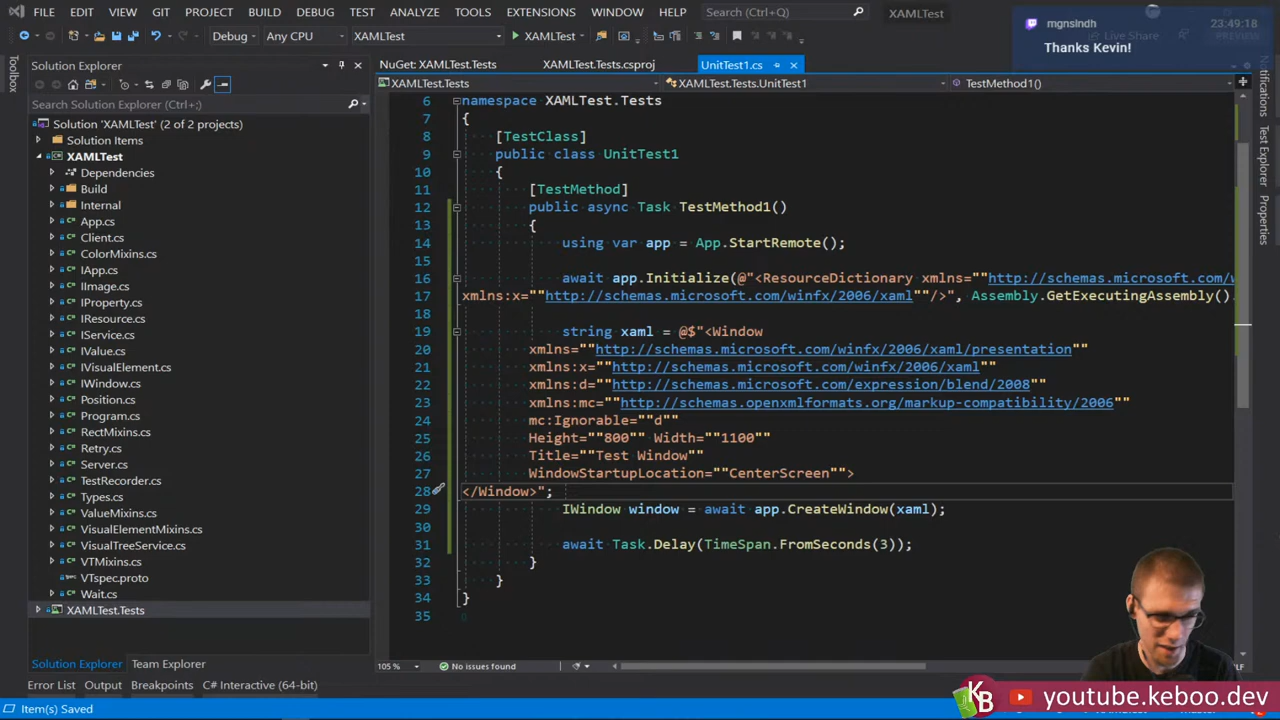 FILE EDIT VIEW GIT PROJECT BUILD DEBUG TEST ANALYZE TOOLS EXTENSIONS WINDOW HELP Search (Ctrl+Q) XAMLTest
mgnslndh 23:49:18
Thanks Kevin!
Live Share
Debug Any CPU XAMLTest XAMLTest
Toolbox
Solution Explorer
Search Solution Explorer (Ctrl+;)
Solution 'XAMLTest' (2 of 2 projects)
Solution Items
XAMLTest
Dependencies
Build
Internal
App.cs
Client.cs
ColorMixins.cs
IApp.cs
IImage.cs
IProperty.cs
IResource.cs
IService.cs
IValue.cs
IVisualElement.cs
IWindow.cs
Position.cs
Program.cs
RectMixins.cs
Retry.cs
Server.cs
TestRecorder.cs
Types.cs
ValueMixins.cs
VisualElementMixins.cs
VisualTreeService.cs
VTMixins.cs
VTspec.proto
Wait.cs
XAMLTest.Tests
Solution Explorer Team Explorer
NuGet: XAMLTest.Tests XAMLTest.Tests.csproj UnitTest1.cs
XAMLTest.Tests XAMLTest.Tests.UnitTest1 TestMethod1()
6 namespace XAMLTest.Tests
7 {
8 [TestClass]
9 public class UnitTest1
10 {
11 [TestMethod]
12 public async Task TestMethod1()
13 {
14 using var app = App.StartRemote();
15
16 await app.Initialize(@"<ResourceDictionary xmlns=""http://schemas.microsoft.com/w
17 xmlns:x=""http://schemas.microsoft.com/winfx/2006/xaml""/>", Assembly.GetExecutingAssembly().
18
19 string xaml = @$"<Window
20 xmlns=""http://schemas.microsoft.com/winfx/2006/xaml/presentation""
21 xmlns:x=""http://schemas.microsoft.com/winfx/2006/xaml""
22 xmlns:d=""http://schemas.microsoft.com/expression/blend/2008""
23 xmlns:mc=""http://schemas.openxmlformats.org/markup-compatibility/2006""
24 mc:Ignorable=""d""
25 Height=""800"" Width=""1100""
26 Title=""Test Window""
27 WindowStartupLocation=""CenterScreen"">
28 </Window>";
29 IWindow window = await app.CreateWindow(xaml);
30
31 await Task.Delay(TimeSpan.FromSeconds(3));
32 }
33 }
34 }
35
105 % No issues found
Notifications
Test Explorer
Error List Output Breakpoints C# Interactive (64-bit)
Item(s) Saved
KB youtube.keboo.dev